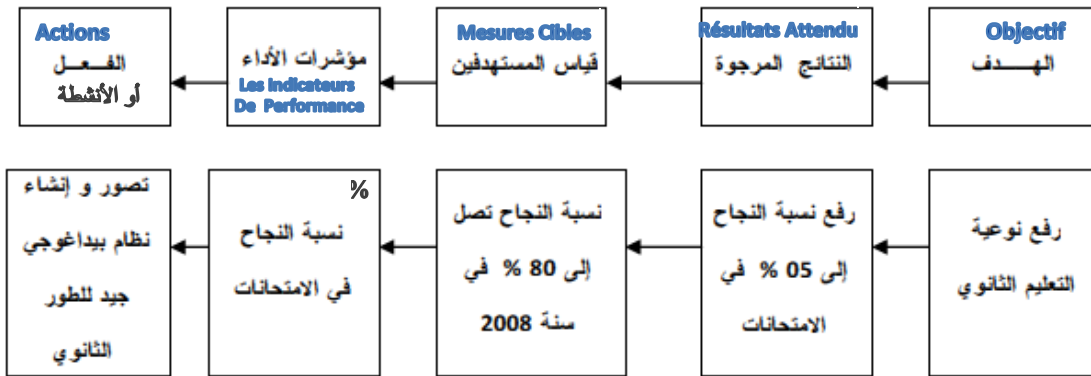 Objectif
الهـــدف
Résultats Attendu
النتائج المرجوة
Mesures Cibles
قياس المستهدفين
مؤشرات الأداء
Les Indicateurs
De Performance
Actions
الفـعـــل
أو الأنشطة
رفع نوعية
التعليم الثانوي
رفع نسبة النجاح
إلى 05 % في
الامتحانات
نسبة النجاح تصل
إلى 80 % في
سنة 2008
%
نسبة النجاح
في الامتحانات
تصور و إنشاء
نظام بيداغوجي
جيد للطور
الثانوي